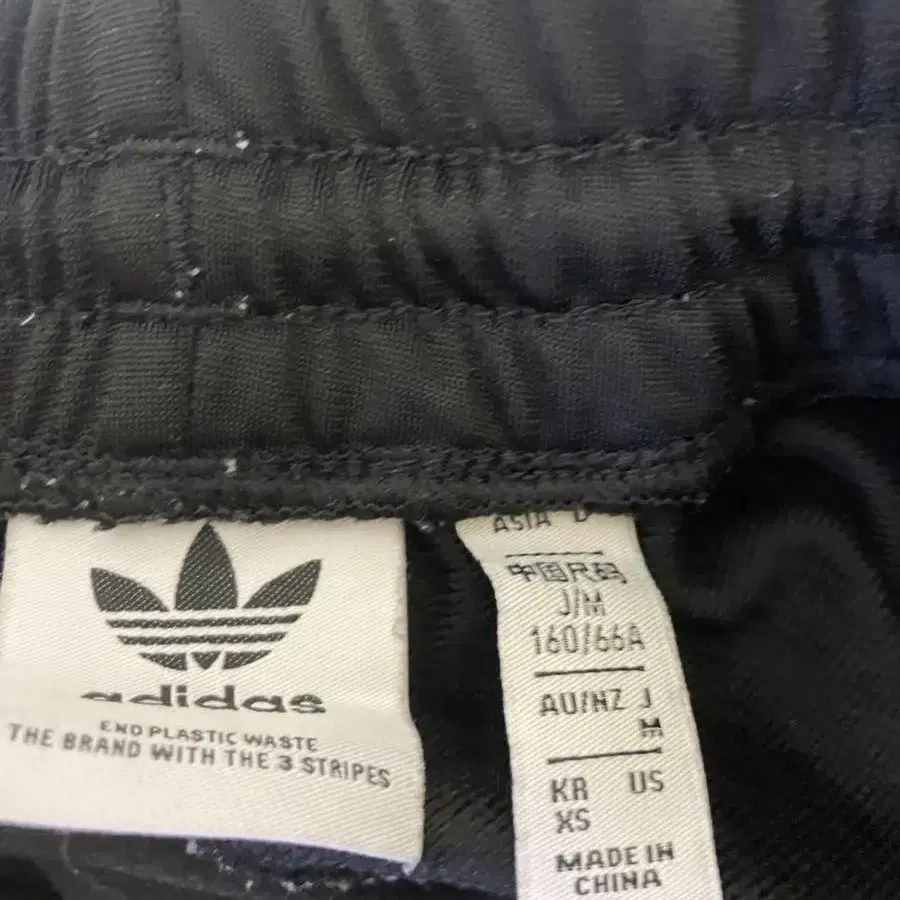 adidas
END PLASTIC WASTE
THE BRAND WITH THE 3 STRIPES
ASIA
中国尺码
J/M
160/66A
AU/NZ J
M
KR US
XS
MADE IN
CHINA